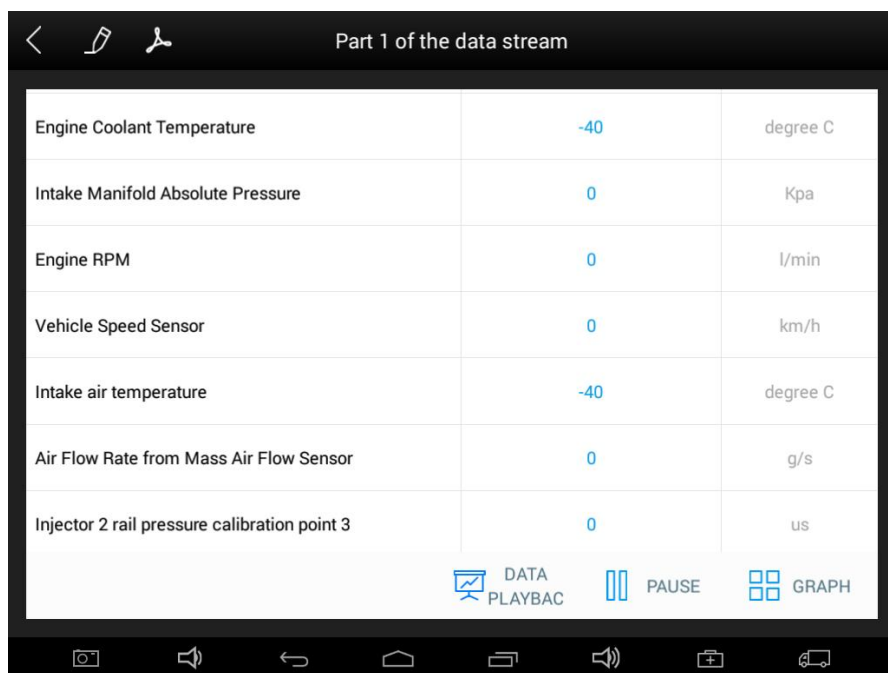 Part 1 of the data stream
Engine Coolant Temperature -40 degree C
Intake Manifold Absolute Pressure 0 Kpa
Engine RPM 0 l/min
Vehicle Speed Sensor 0 km/h
Intake air temperature -40 degree C
Air Flow Rate from Mass Air Flow Sensor 0 g/s
Injector 2 rail pressure calibration point 3 0 us
DATA
PLAYBAC
PAUSE
GRAPH